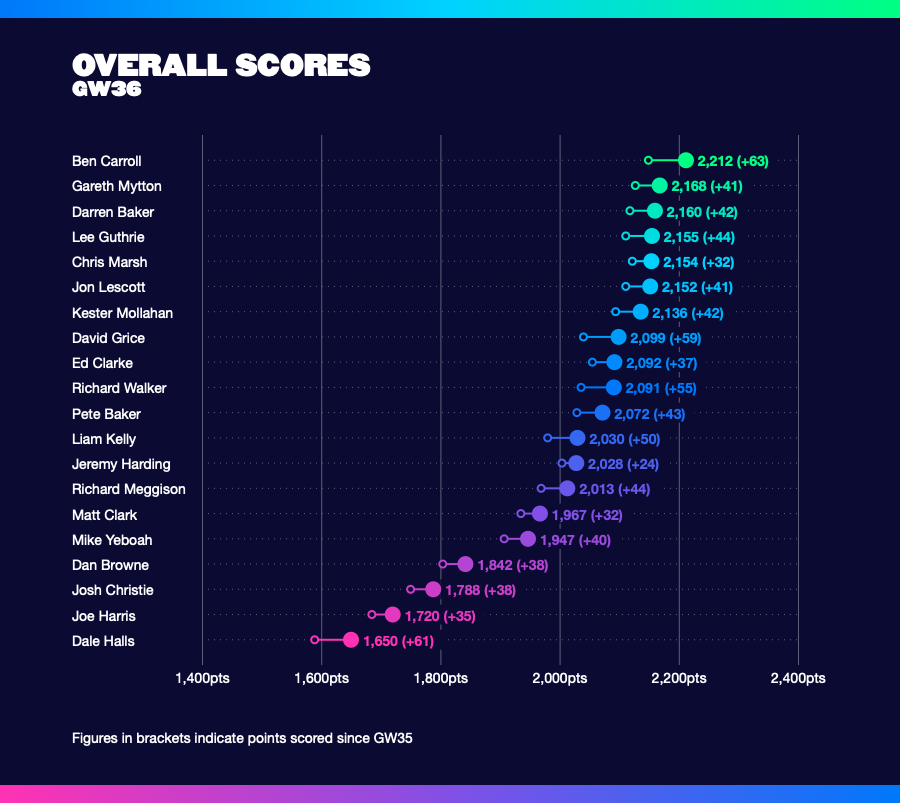 OVERALL SCORES
GW36
Ben Carroll 2,212 (+63)
Gareth Mytton 2,168 (+41)
Darren Baker 2,160 (+42)
Lee Guthrie 2,155 (+44)
Chris Marsh 2,154 (+32)
Jon Lescott 2,152 (+41)
Kester Mollahan 2,136 (+42)
David Grice 2,099 (+59)
Ed Clarke 2,092 (+37)
Richard Walker 2,091 (+55)
Pete Baker 2,072 (+43)
Liam Kelly 2,030 (+50)
Jeremy Harding 2,028 (+24)
Richard Meggison 2,013 (+44)
Matt Clark 1,967 (+32)
Mike Yeboah 1,947 (+40)
Dan Browne 1,842 (+38)
Josh Christie 1,788 (+38)
Joe Harris 1,720 (+35)
Dale Halls 1,650 (+61)
1,400pts 1,600pts 1,800pts 2,000pts 2,200pts 2,400pts
Figures in brackets indicate points scored since GW35